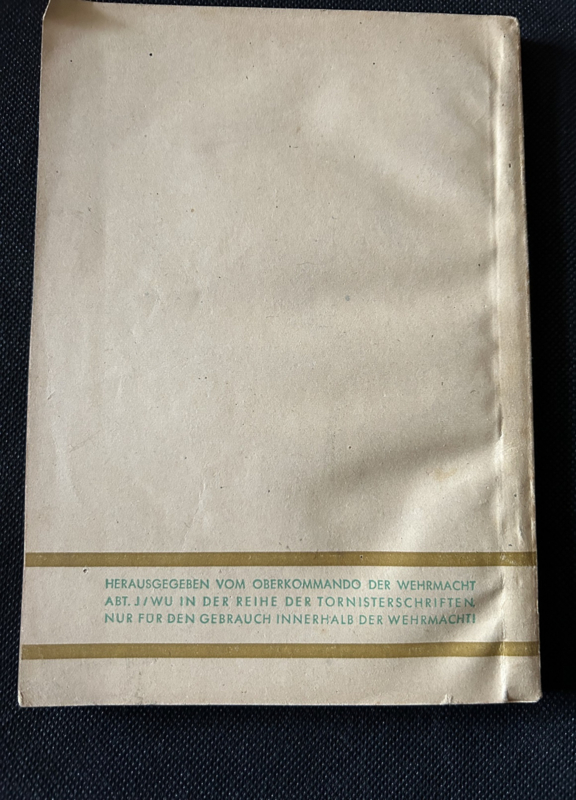 HERAUSGEGEBEN VOM OBERKOMMANDO DER WEHRMACHT
ABT. J/WU IN DER REIHE DER TORNISTERSCHRIFTEN.
NUR FÜR DEN GEBRAUCH INNERHALB DER WEHRMACHT!